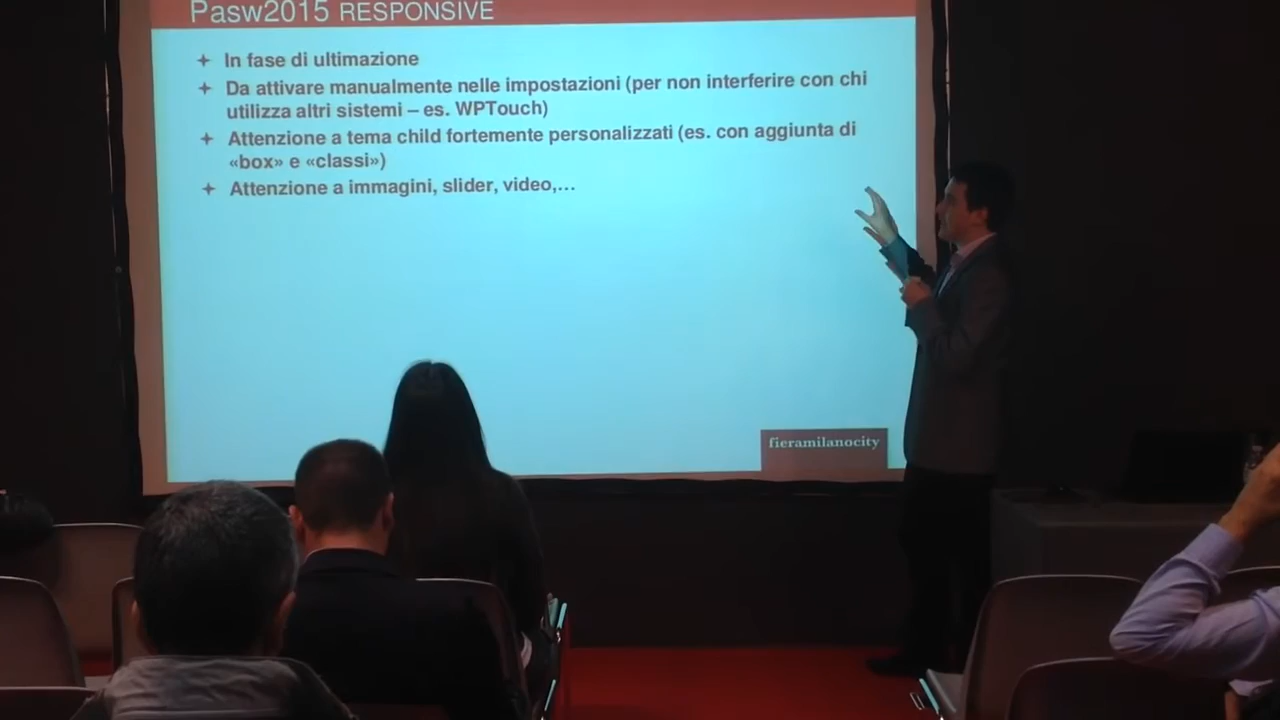 Pasw2015 RESPONSIVE
In fase di ultimazione
Da attivare manualmente nelle impostazioni (per non interferire con chi
utilizza altri sistemi – es. WPTouch)
Attenzione a tema child fortemente personalizzati (es. con aggiunta di
«box» e «classi»)
Attenzione a immagini, slider, video,…
fieramilanocity